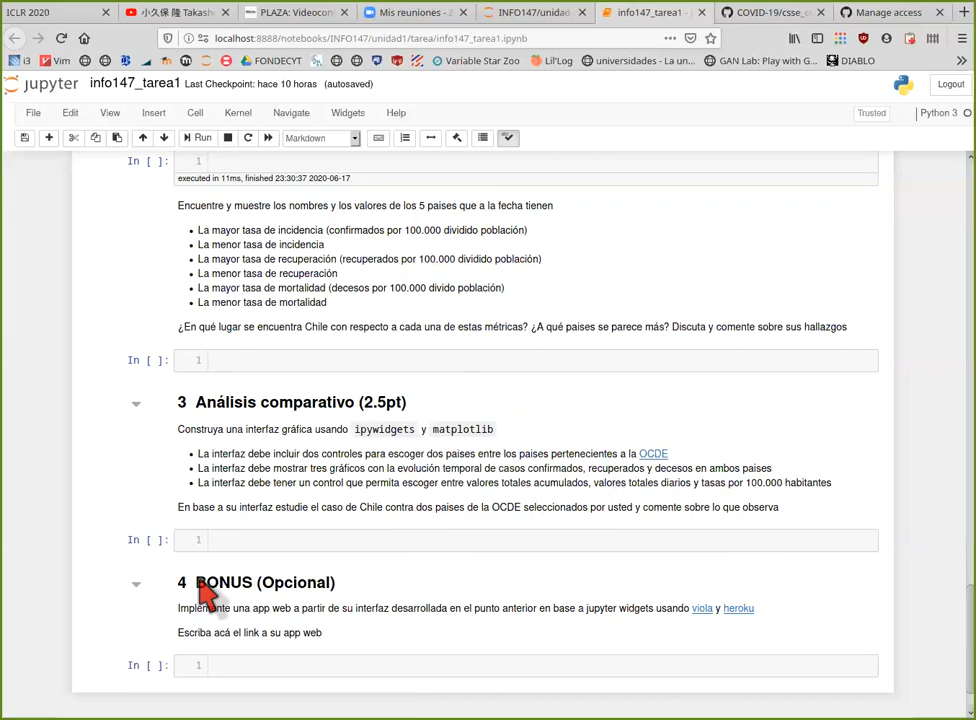 ICLR 2020
小久保 隆 Takash
PLAZA: Videocon
Mis reuniones - Z
INFO147/unidad
info147_tarea1 - J
COVID-19/csse_c
Manage access
localhost:8888/notebooks/INFO147/unidad1/tarea/info147_tarea1.ipynb
i3 Vim FONDECYT Variable Star Zoo Lil'Log universidades - La un... GAN Lab: Play with G... DIABLO
jupyter info147_tarea1 Last Checkpoint: hace 10 horas (autosaved) Logout
File Edit View Insert Cell Kernel Navigate Widgets Help Trusted Python 3
Run Markdown
In [ ]: 1
executed in 11ms, finished 23:30:37 2020-06-17
Encuentre y muestre los nombres y los valores de los 5 paises que a la fecha tienen
La mayor tasa de incidencia (confirmados por 100.000 dividido población)
La menor tasa de incidencia
La mayor tasa de recuperación (recuperados por 100.000 dividido población)
La menor tasa de recuperación
La mayor tasa de mortalidad (decesos por 100.000 divido población)
La menor tasa de mortalidad
¿En qué lugar se encuentra Chile con respecto a cada una de estas métricas? ¿A qué paises se parece más? Discuta y comente sobre sus hallazgos
In [ ]: 1
3 Análisis comparativo (2.5pt)
Construya una interfaz gráfica usando ipywidgets y matplotlib
La interfaz debe incluir dos controles para escoger dos paises entre los paises pertenecientes a la OCDE
La interfaz debe mostrar tres gráficos con la evolución temporal de casos confirmados, recuperados y decesos en ambos paises
La interfaz debe tener un control que permita escoger entre valores totales acumulados, valores totales diarios y tasas por 100.000 habitantes
En base a su interfaz estudie el caso de Chile contra dos paises de la OCDE seleccionados por usted y comente sobre lo que observa
In [ ]: 1
4 BONUS (Opcional)
Implemente una app web a partir de su interfaz desarrollada en el punto anterior en base a jupyter widgets usando viola y heroku
Escriba acá el link a su app web
In [ ]: 1